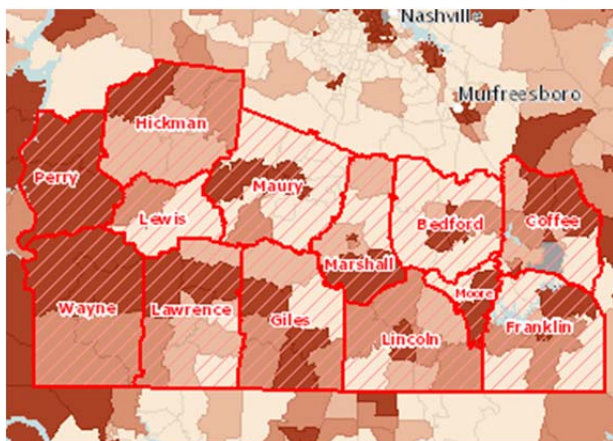 Nashville
Murfreesboro
Hickman
Perry
Maury
Lewis
Bedford
Coffee
Marshall
Moore
Wayne
Lawrence
Giles
Franklin
Lincoln